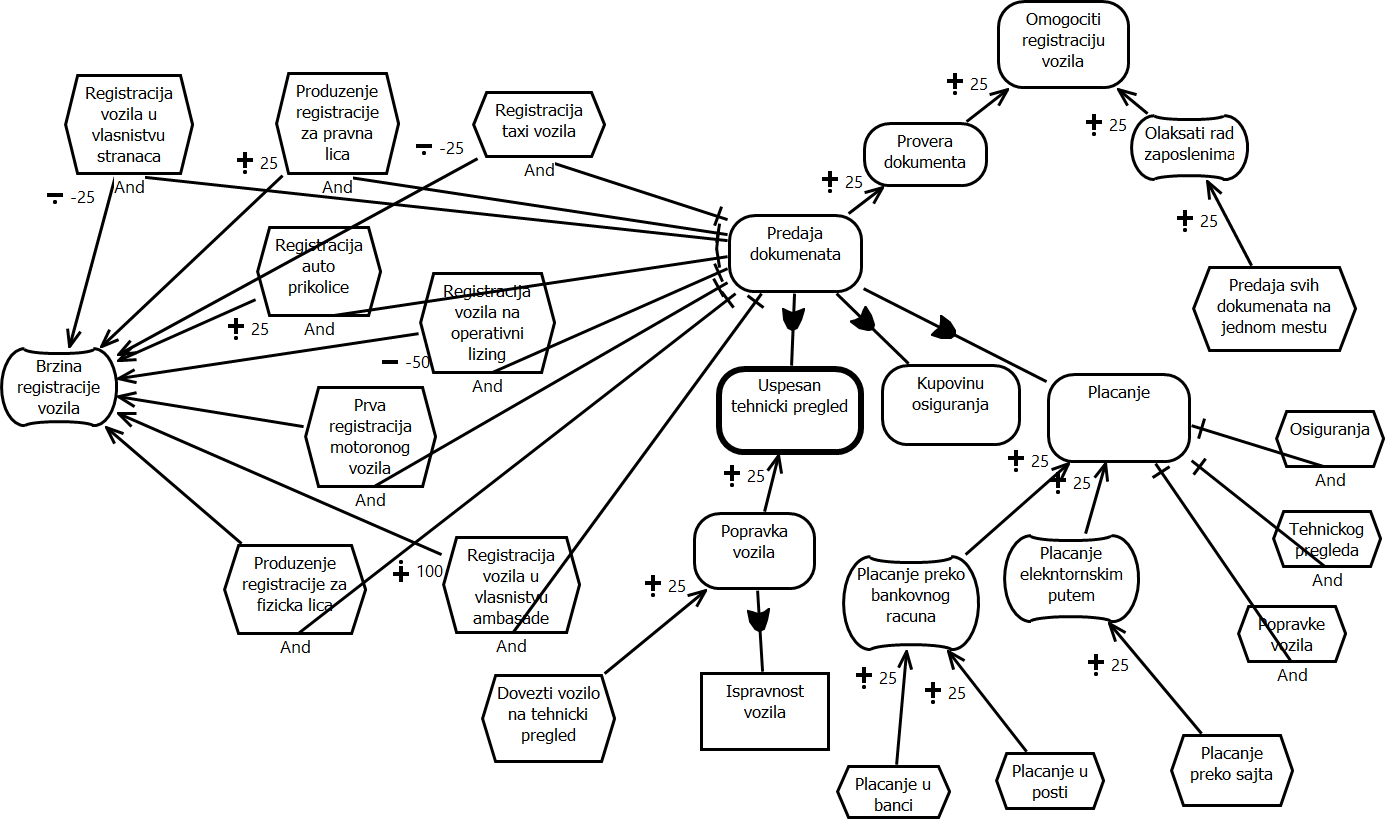 Omogociti
registraciju
vozila
25
Provera
dokumenta
25
Olaksati rad
zaposlenima
25
25
Predaja svih
dokumenata na
jednom mestu
Registracija
vozila u
vlasnistvu
stranaca
And
-25
Produzenje
registracije
za pravna
lica
And
25
Registracija
taxi vozila
And
-25
Predaja
dokumenata
Registracija
auto
prikolice
And
25
Registracija
vozila na
operativni
lizing
And
-50
Brzina
registracije
vozila
Prva
registracija
motoronog
vozila
And
Uspesan
tehnicki pregled
Kupovinu
osiguranja
Placanje
Osiguranja
And
25
25
25
Popravka
vozila
Tehnickog
pregleda
And
Produzenje
registracije za
fizicka lica
And
100
Registracija
vozila u
vlasnistvu
ambasade
And
25
Placanje preko
bankovnog
racuna
Placanje
elekntornskim
putem
Popravke
vozila
And
25
25
25
Dovezti vozilo
na tehnicki
pregled
Ispravnost
vozila
Placanje u
banci
Placanje u
posti
Placanje
preko sajta